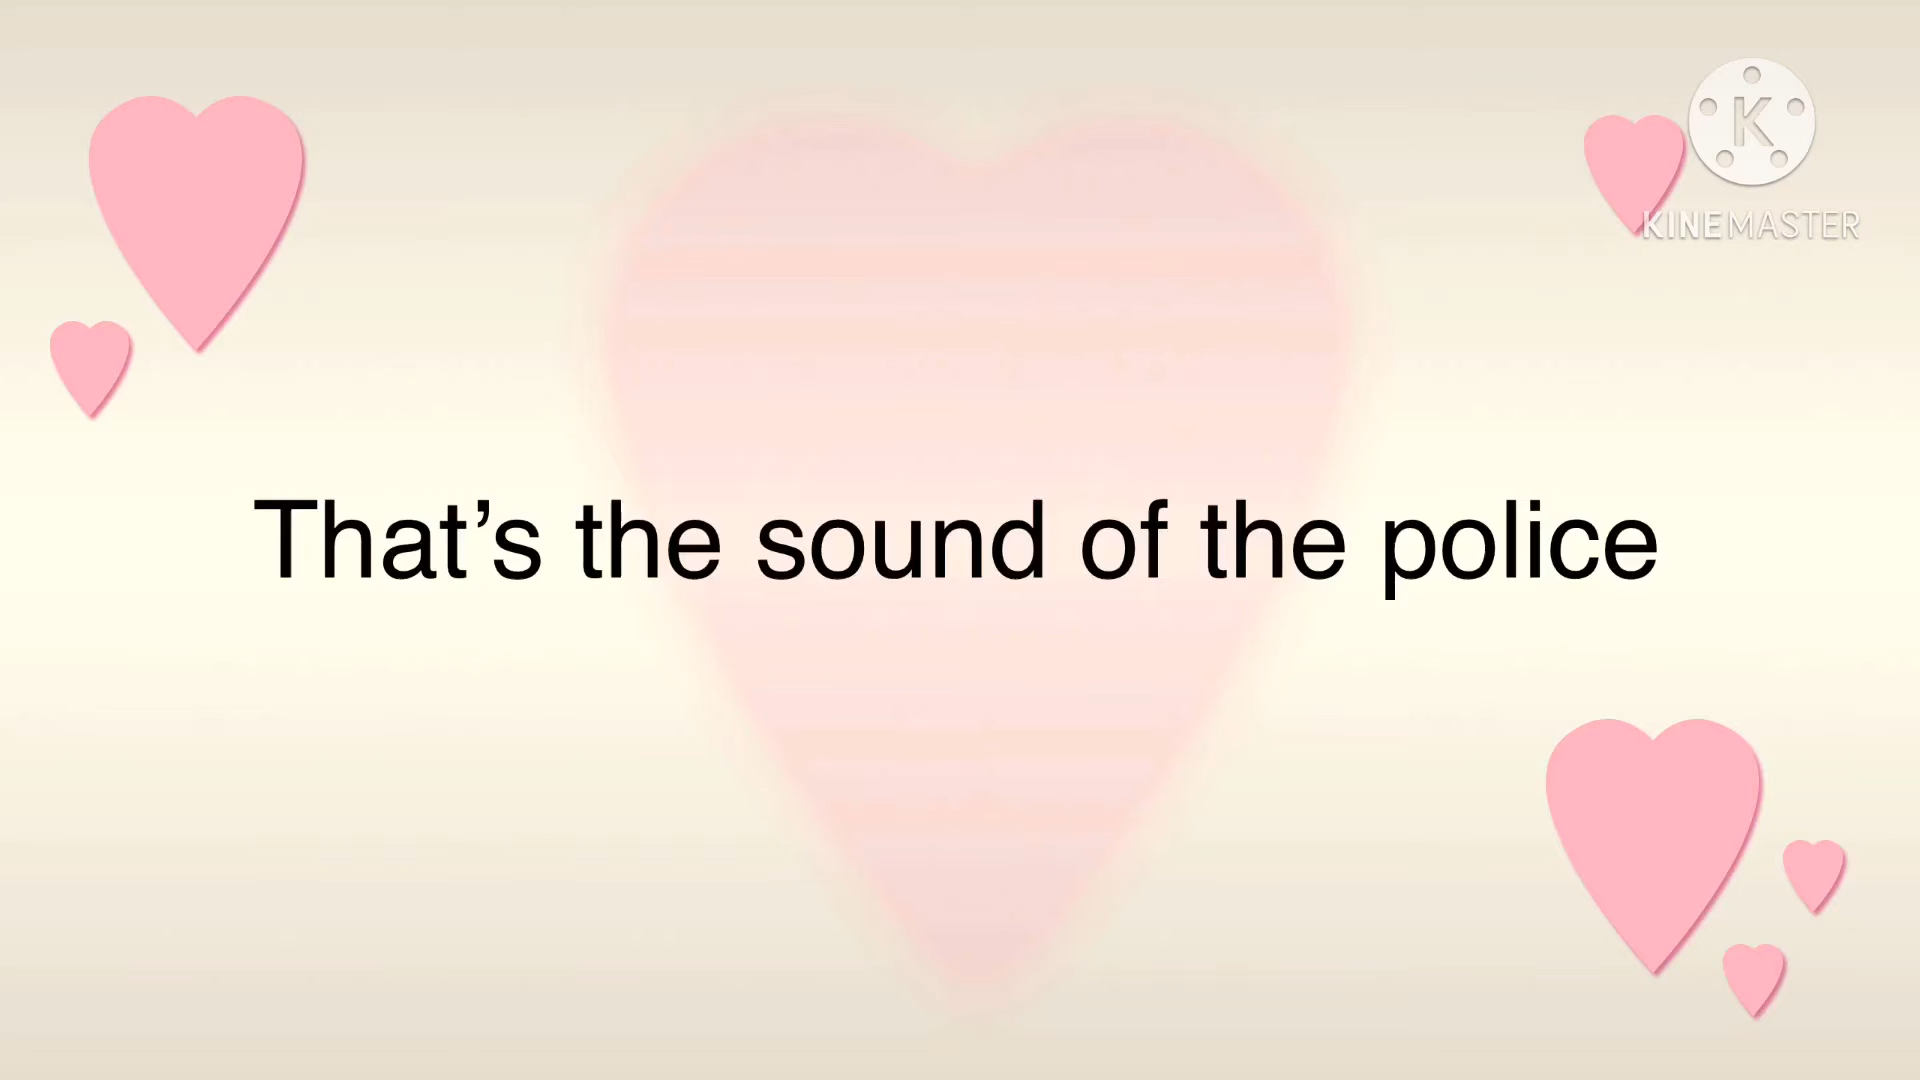 K
KINEMASTER
That’s the sound of the police